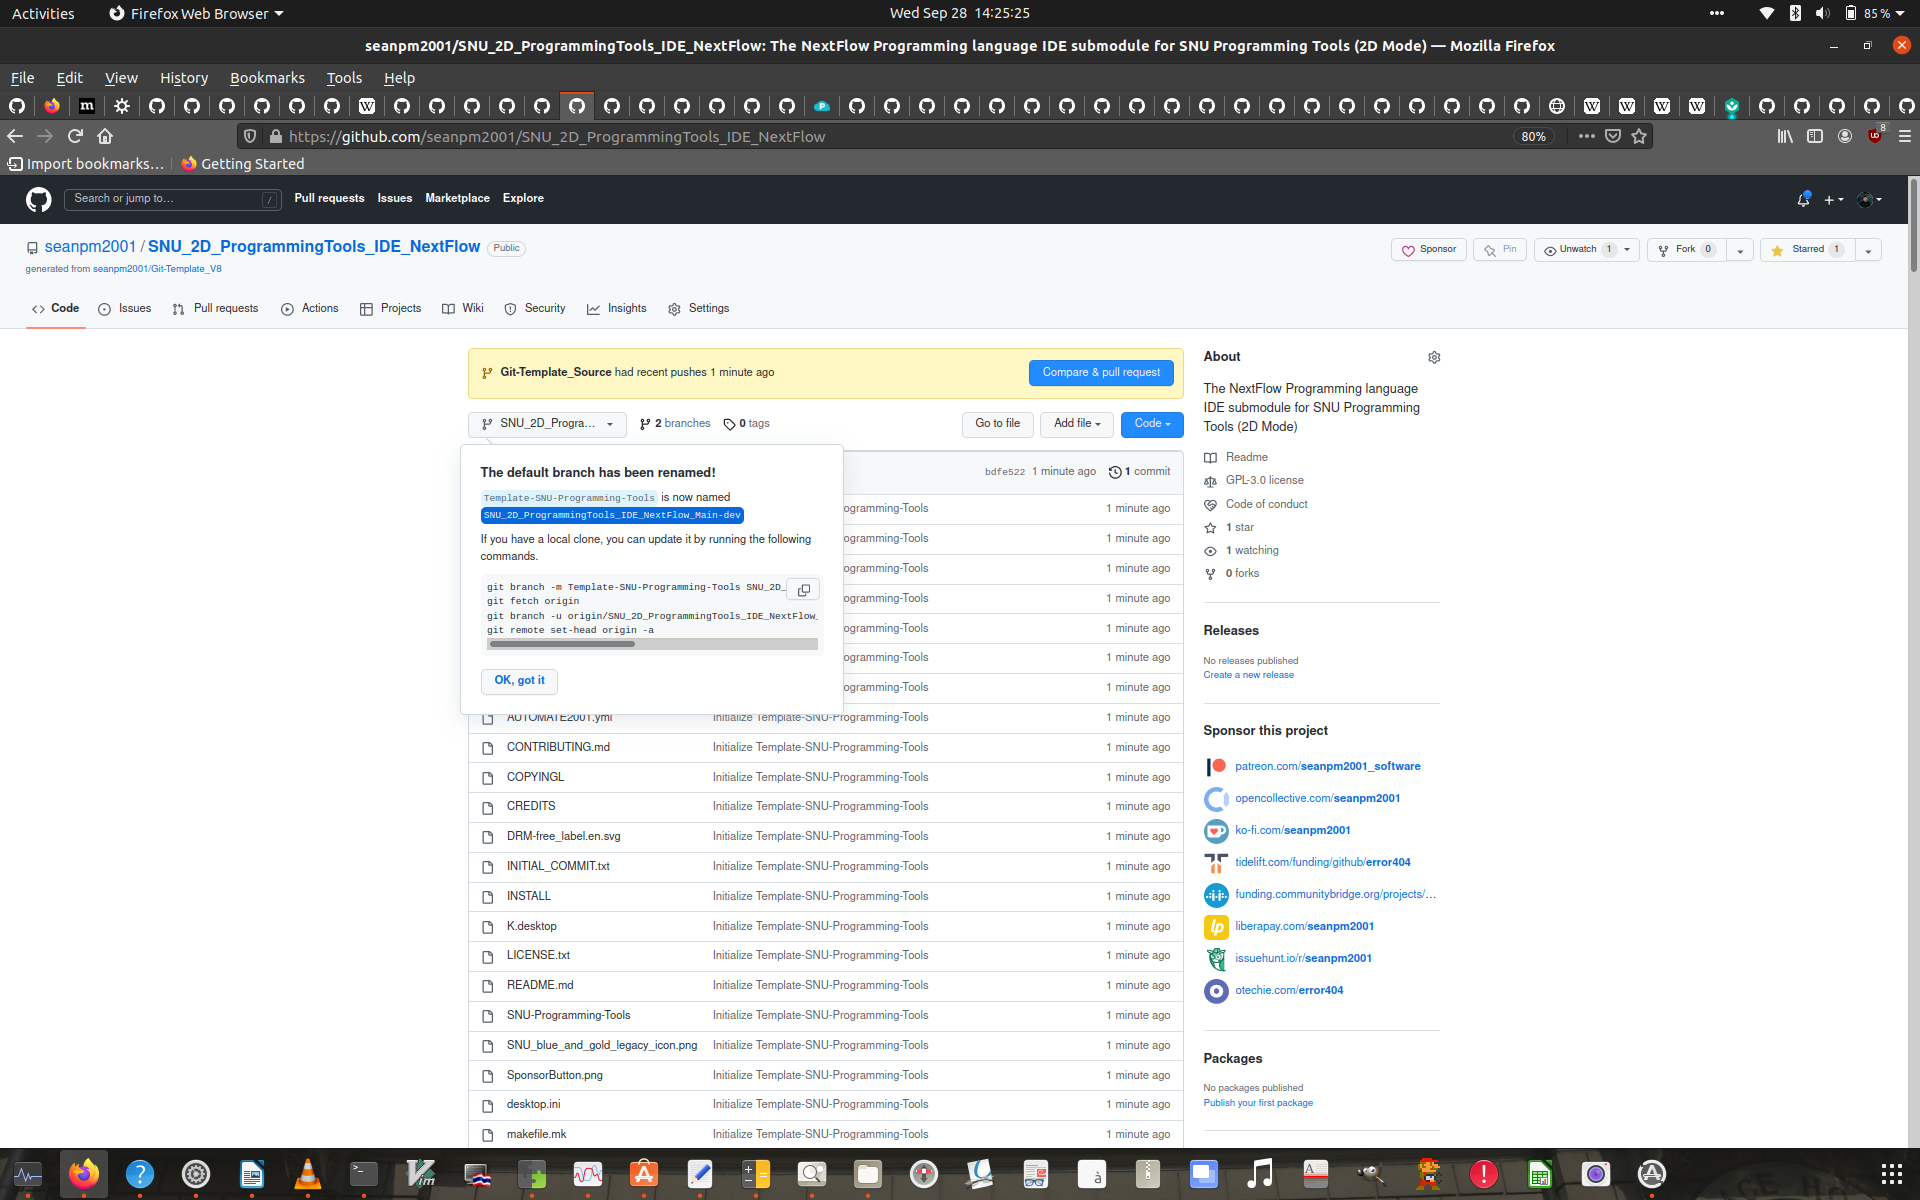 Activities
Firefox Web Browser
Wed Sep 28 14:25:25
85 %
seanpm2001/SNU_2D_ProgrammingTools_IDE_NextFlow: The NextFlow Programming language IDE submodule for SNU Programming Tools (2D Mode) — Mozilla Firefox
File Edit View History Bookmarks Tools Help
https://github.com/seanpm2001/SNU_2D_ProgrammingTools_IDE_NextFlow
80%
8
Import bookmarks…
Getting Started
Search or jump to…
/
Pull requests Issues Marketplace Explore
seanpm2001 / SNU_2D_ProgrammingTools_IDE_NextFlow
Public
generated from seanpm2001/Git-Template_V8
Sponsor
Pin
Unwatch 1
Fork 0
Starred 1
Code
Issues
Pull requests
Actions
Projects
Wiki
Security
Insights
Settings
Git-Template_Source had recent pushes 1 minute ago
Compare & pull request
SNU_2D_Progra...
2 branches
0 tags
Go to file
Add file
Code
The default branch has been renamed!
Template-SNU-Programming-Tools is now named
SNU_2D_ProgrammingTools_IDE_NextFlow_Main-dev
If you have a local clone, you can update it by running the following
commands.
git branch -m Template-SNU-Programming-Tools SNU_2D_
git fetch origin
git branch -u origin/SNU_2D_ProgrammingTools_IDE_NextFlow_
git remote set-head origin -a
OK, got it
bdfe522 1 minute ago
1 commit
ogramming-Tools 1 minute ago
ogramming-Tools 1 minute ago
ogramming-Tools 1 minute ago
ogramming-Tools 1 minute ago
ogramming-Tools 1 minute ago
ogramming-Tools 1 minute ago
ogramming-Tools 1 minute ago
AUTOMATE2001.yml Initialize Template-SNU-Programming-Tools 1 minute ago
CONTRIBUTING.md Initialize Template-SNU-Programming-Tools 1 minute ago
COPYINGL Initialize Template-SNU-Programming-Tools 1 minute ago
CREDITS Initialize Template-SNU-Programming-Tools 1 minute ago
DRM-free_label.en.svg Initialize Template-SNU-Programming-Tools 1 minute ago
INITIAL_COMMIT.txt Initialize Template-SNU-Programming-Tools 1 minute ago
INSTALL Initialize Template-SNU-Programming-Tools 1 minute ago
K.desktop Initialize Template-SNU-Programming-Tools 1 minute ago
LICENSE.txt Initialize Template-SNU-Programming-Tools 1 minute ago
README.md Initialize Template-SNU-Programming-Tools 1 minute ago
SNU-Programming-Tools Initialize Template-SNU-Programming-Tools 1 minute ago
SNU_blue_and_gold_legacy_icon.png Initialize Template-SNU-Programming-Tools 1 minute ago
SponsorButton.png Initialize Template-SNU-Programming-Tools 1 minute ago
desktop.ini Initialize Template-SNU-Programming-Tools 1 minute ago
makefile.mk Initialize Template-SNU-Programming-Tools 1 minute ago
About
The NextFlow Programming language
IDE submodule for SNU Programming
Tools (2D Mode)
Readme
GPL-3.0 license
Code of conduct
1 star
1 watching
0 forks
Releases
No releases published
Create a new release
Sponsor this project
patreon.com/seanpm2001_software
opencollective.com/seanpm2001
ko-fi.com/seanpm2001
tidelift.com/funding/github/error404
funding.communitybridge.org/projects/…
liberapay.com/seanpm2001
issuehunt.io/r/seanpm2001
otechie.com/error404
Packages
No packages published
Publish your first package